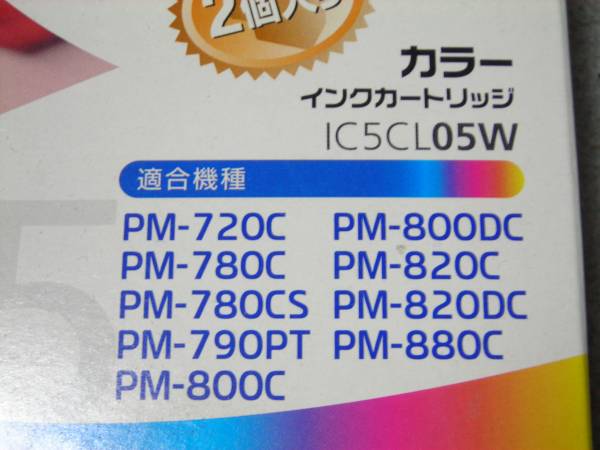 2個入り
カラー
インクカートリッジ
IC5CL05W
適合機種
PM-720C PM-800DC
PM-780C PM-820C
PM-780CS PM-820DC
PM-790PT PM-880C
PM-800C
5